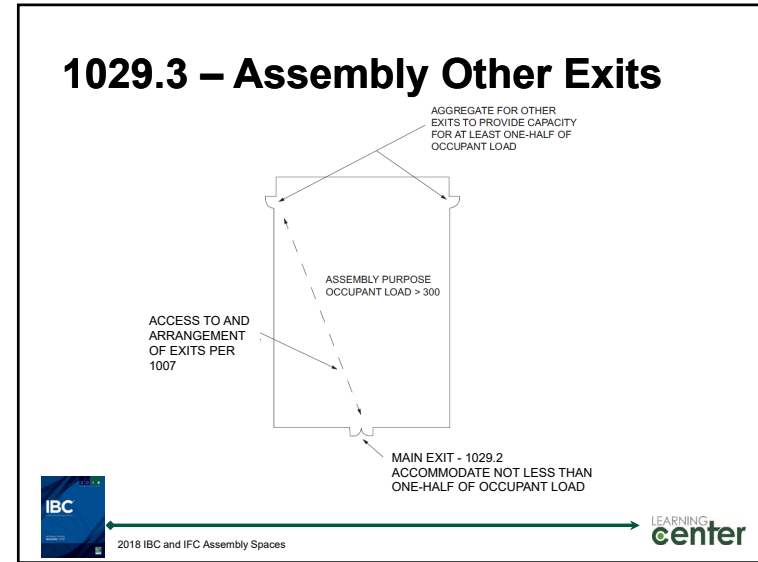 1029.3 – Assembly Other Exits
AGGREGATE FOR OTHER
EXITS TO PROVIDE CAPACITY
FOR AT LEAST ONE-HALF OF
OCCUPANT LOAD
ASSEMBLY PURPOSE
OCCUPANT LOAD > 300
ACCESS TO AND
ARRANGEMENT
OF EXITS PER
1007
MAIN EXIT - 1029.2
ACCOMMODATE NOT LESS THAN
ONE-HALF OF OCCUPANT LOAD
IBC
2018 IBC and IFC Assembly Spaces
LEARNING
center